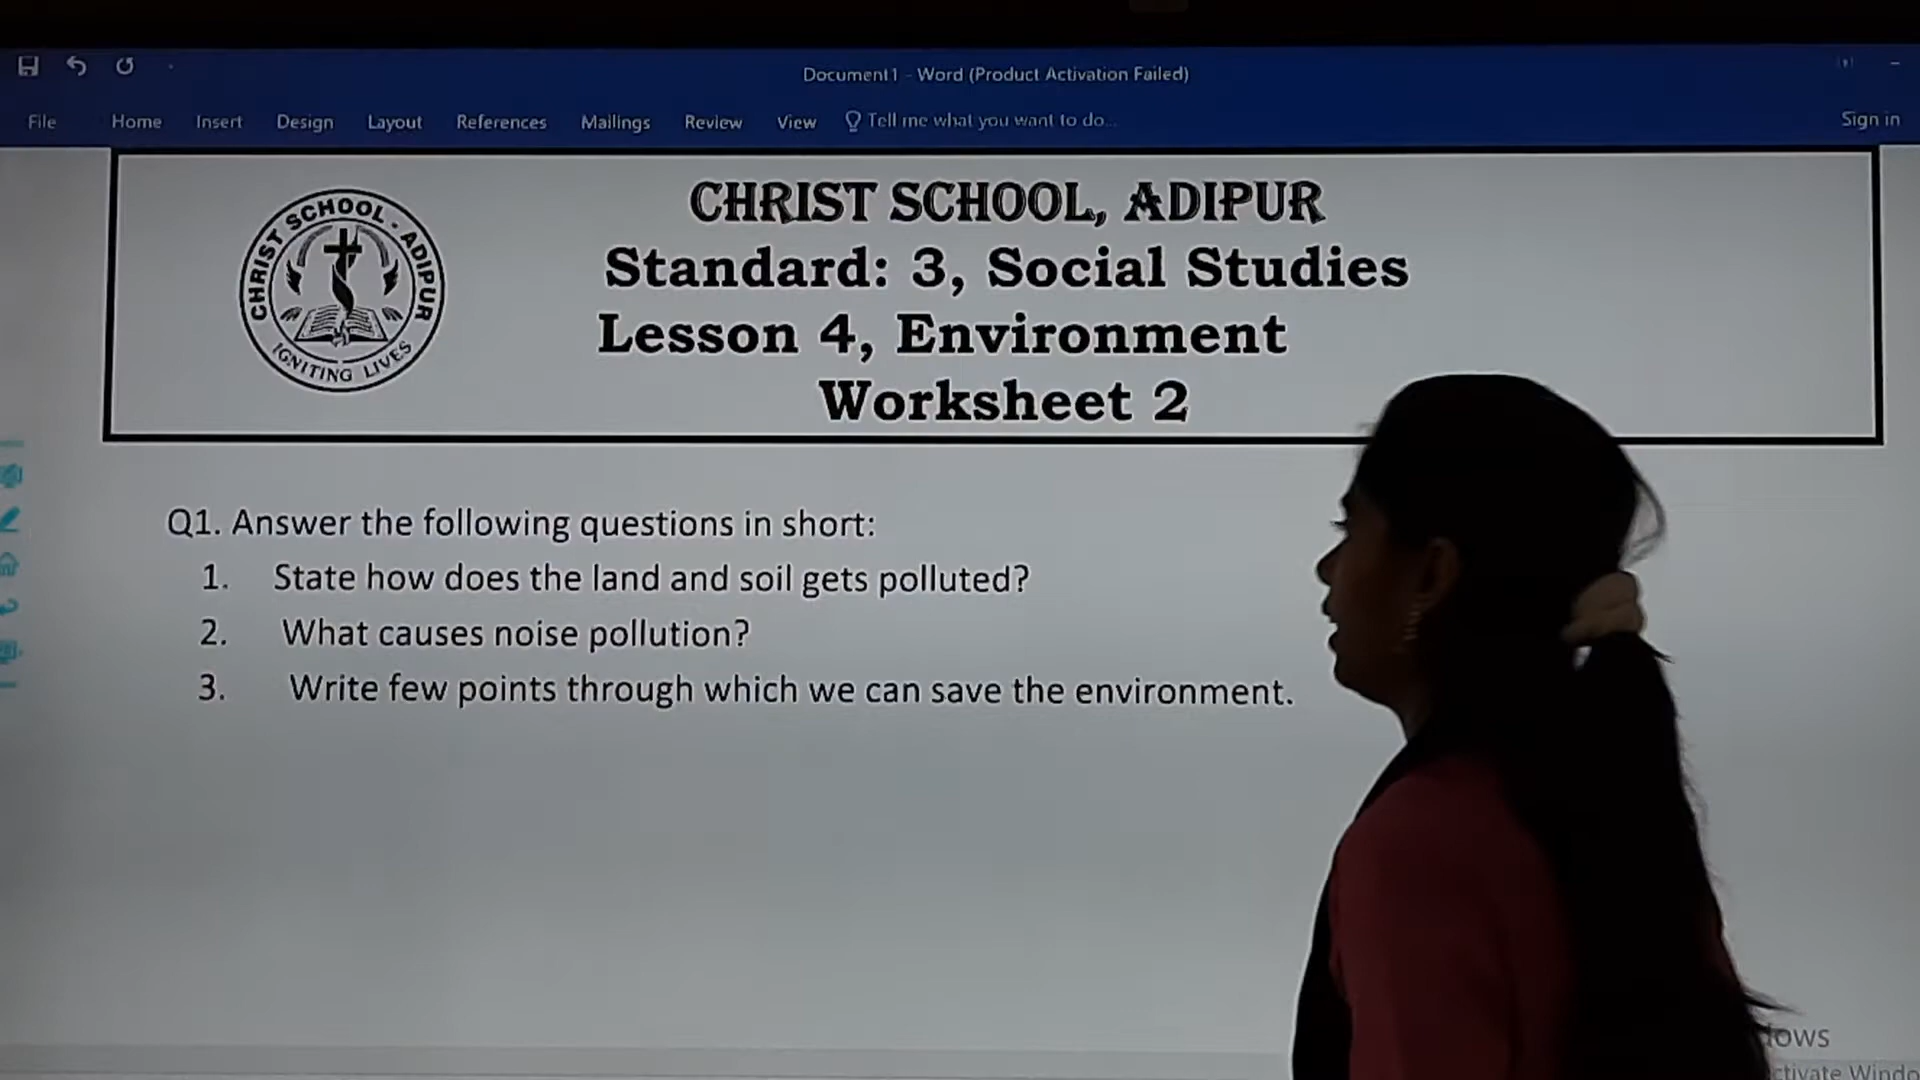 Document1 - Word (Product Activation Failed)
File Home Insert Design Layout References Mailings Review View Tell me what you want to do... Sign in
CHRIST SCHOOL - ADIPUR
IGNITING LIVES
CHRIST SCHOOL, ADIPUR
Standard: 3, Social Studies
Lesson 4, Environment
Worksheet 2
Q1. Answer the following questions in short:
1. State how does the land and soil gets polluted?
2. What causes noise pollution?
3. Write few points through which we can save the environment.